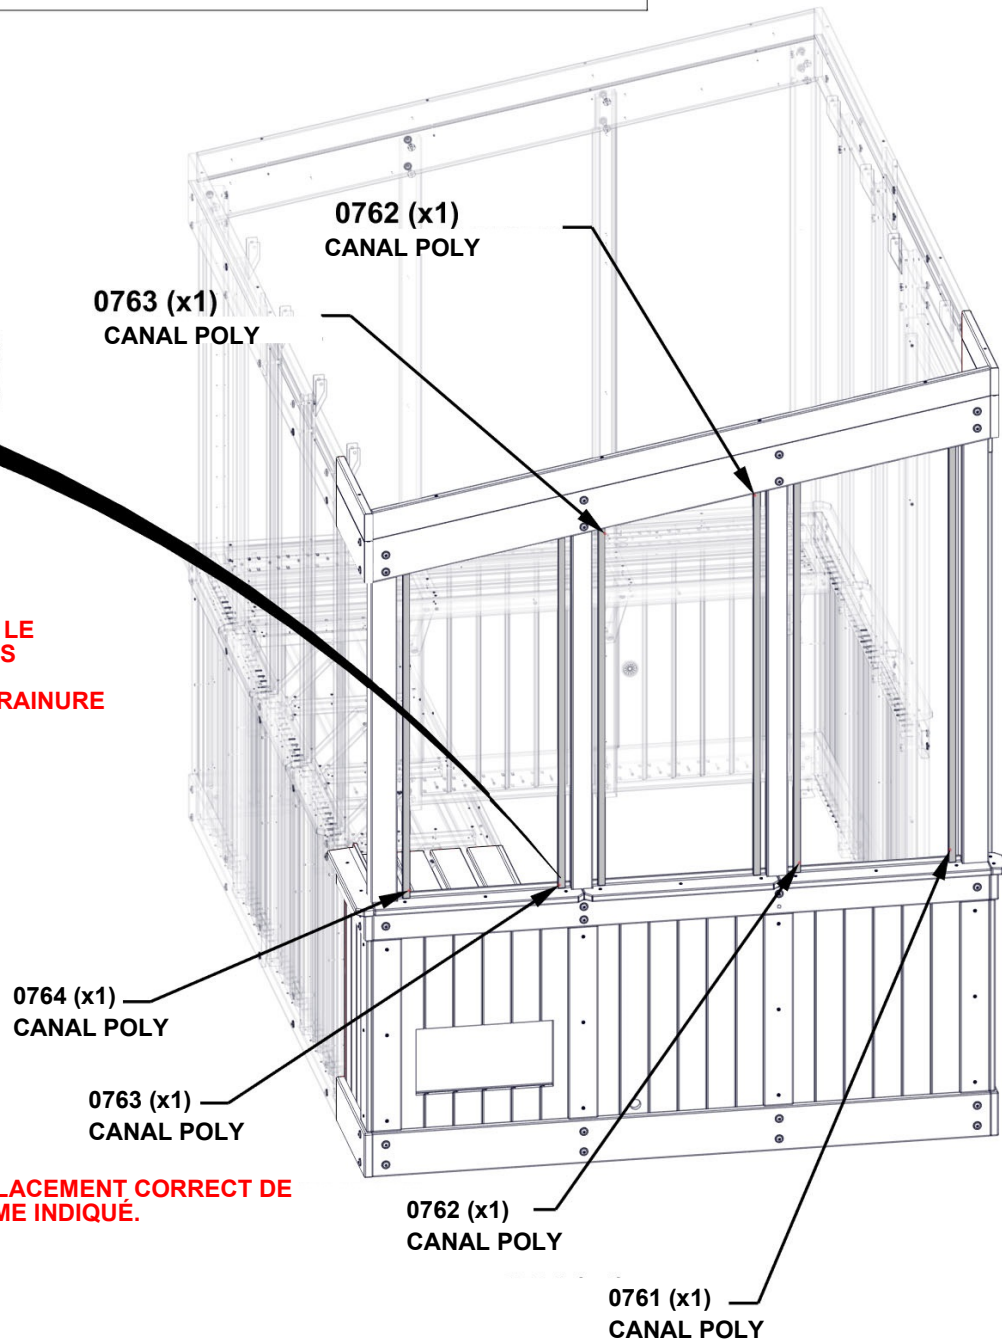 0762 (x1)
CANAL POLY
0763 (x1)
CANAL POLY
LE
S
RAINURE
0764 (x1)
CANAL POLY
0763 (x1)
CANAL POLY
LACEMENT CORRECT DE
ME INDIQUÉ.
0762 (x1)
CANAL POLY
0761 (x1)
CANAL POLY